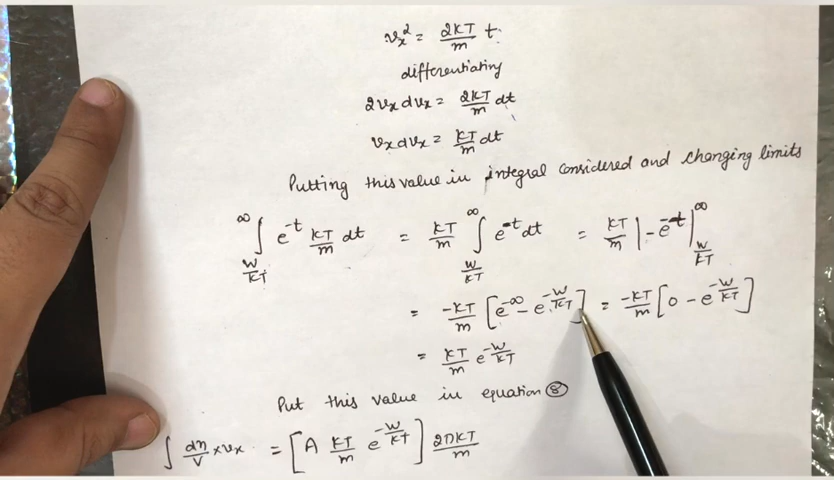 vx² = 2KT/m t.
differentiating
2vx dvx = 2KT/m dt
vx dvx = KT/m dt
Putting this value in integral considered and changing limits
∫_{W/KT}^{∞} e^{-t} KT/m dt = KT/m ∫_{W/KT}^{∞} e^{-t} dt = KT/m |-e^{-t}|_{W/KT}^{∞}
= -KT/m [e^{-∞} - e^{-W/KT}] = -KT/m [0 - e^{-W/KT}]
= KT/m e^{-W/KT}
Put this value in equation ⑧
∫ dn/V × vx = [A KT/m e^{-W/KT}] 2πKT/m